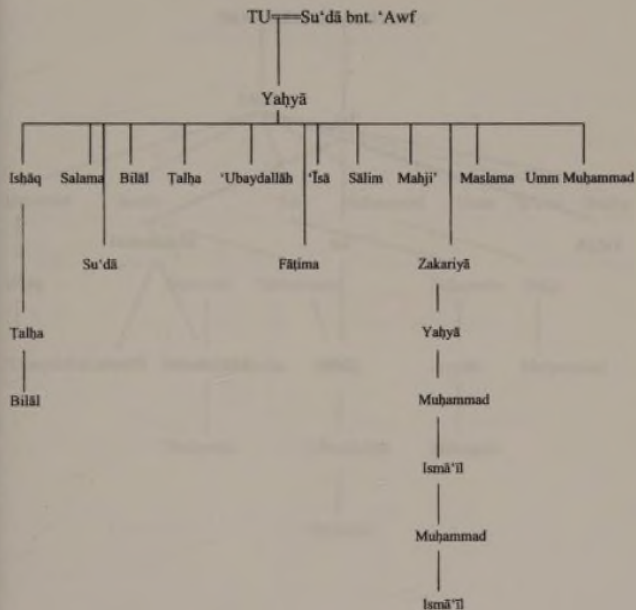 TU Su‘dā bnt. ‘Awf
Yaḥyā
Isḥāq Salama Bilāl Ṭalḥa ‘Ubaydallāh ‘Īsā Sālim Mahji’ Maslama Umm Muḥammad
Su‘dā Fāṭima Zakariyā
Ṭalḥa Yaḥyā
Bilāl Muḥammad
Ismā‘īl
Muḥammad
Ismā‘īl